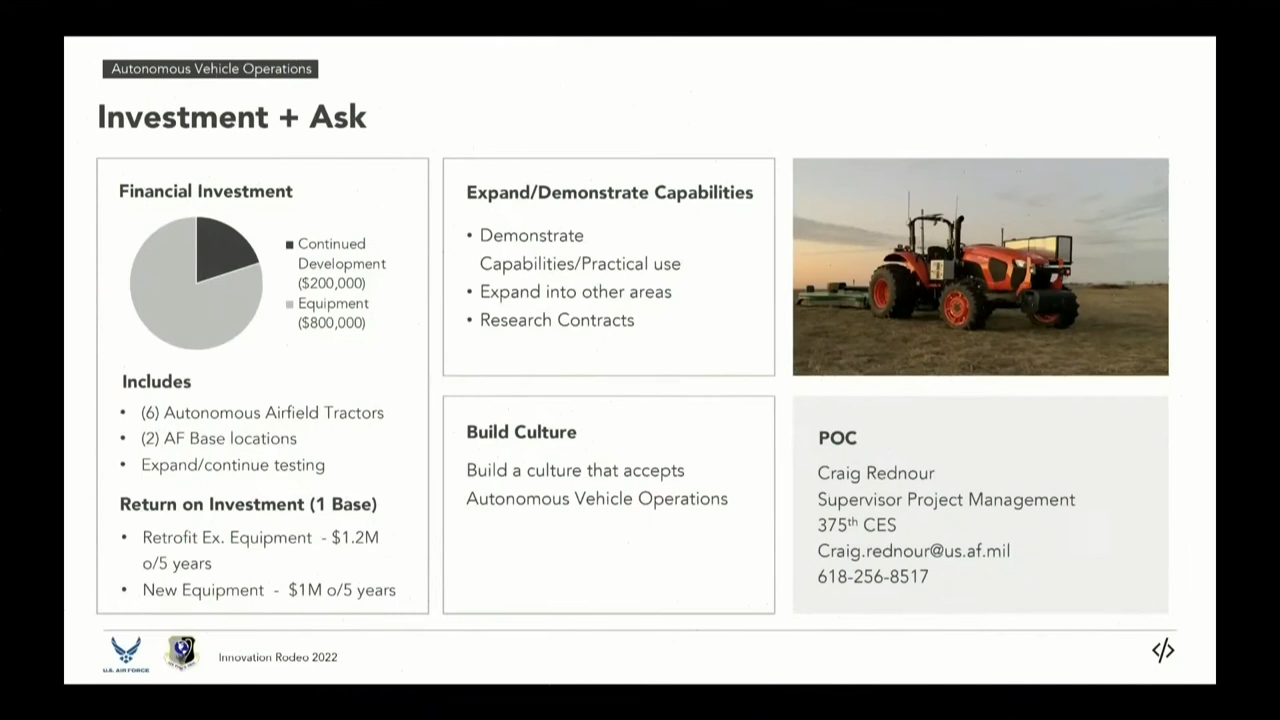 Autonomous Vehicle Operations
Investment + Ask
Financial Investment
Continued
Development
($200,000)
Equipment
($800,000)
Includes
• (6) Autonomous Airfield Tractors
• (2) AF Base locations
• Expand/continue testing
Return on Investment (1 Base)
• Retrofit Ex. Equipment - $1.2M
o/5 years
• New Equipment - $1M o/5 years
Expand/Demonstrate Capabilities
• Demonstrate
Capabilities/Practical use
• Expand into other areas
• Research Contracts
Build Culture
Build a culture that accepts
Autonomous Vehicle Operations
POC
Craig Rednour
Supervisor Project Management
375th CES
Craig.rednour@us.af.mil
618-256-8517
U.S. AIR FORCE
Innovation Rodeo 2022